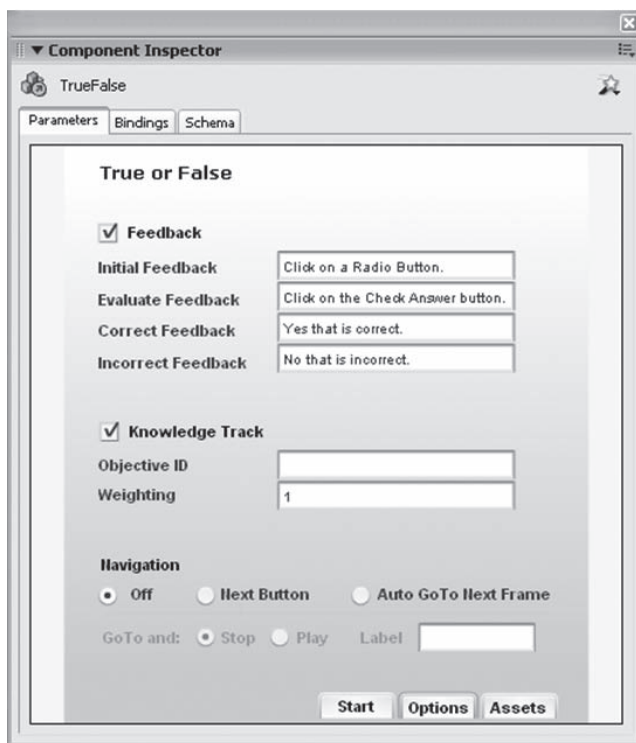 Component Inspector
TrueFalse
Parameters Bindings Schema
True or False
Feedback
Initial Feedback Click on a Radio Button.
Evaluate Feedback Click on the Check Answer button.
Correct Feedback Yes that is correct.
Incorrect Feedback No that is incorrect.
Knowledge Track
Objective ID
Weighting 1
Navigation
Off Next Button Auto GoTo Next Frame
GoTo and: Stop Play Label
Start Options Assets